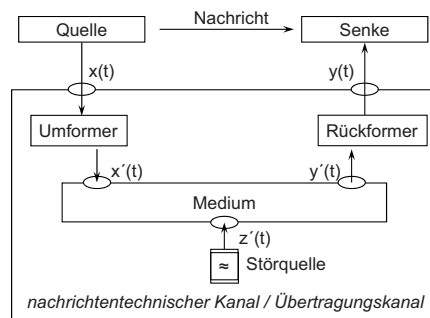 Quelle
Nachricht
Senke
x(t)
y(t)
Umformer
Rückformer
x´(t)
y´(t)
Medium
z´(t)
≈
Störquelle
nachrichtentechnischer Kanal / Übertragungskanal